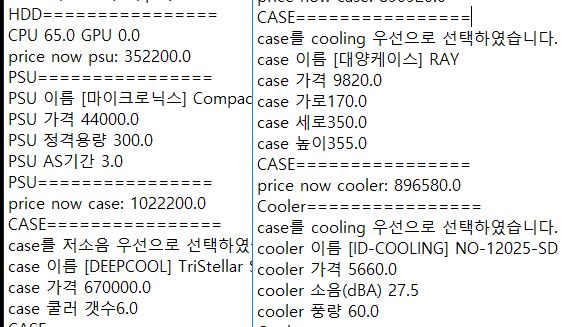 HDD================
CPU 65.0 GPU 0.0
price now psu: 352200.0
PSU================
PSU 이름 [마이크로닉스] Compac
PSU 가격 44000.0
PSU 정격용량 300.0
PSU AS기간 3.0
PSU================
price now case: 1022200.0
CASE================
case를 저소음 우선으로 선택하였
case 이름 [DEEPCOOL] TriStellar S
case 가격 670000.0
case 쿨러 갯수6.0
CASE================
case를 cooling 우선으로 선택하였습니다.
case 이름 [대양케이스] RAY
case 가격 9820.0
case 가로170.0
case 세로350.0
case 높이355.0
CASE================
price now cooler: 896580.0
Cooler================
case를 cooling 우선으로 선택하였습니다.
cooler 이름 [ID-COOLING] NO-12025-SD
cooler 가격 5660.0
cooler 소음(dBA) 27.5
cooler 풍량 60.0